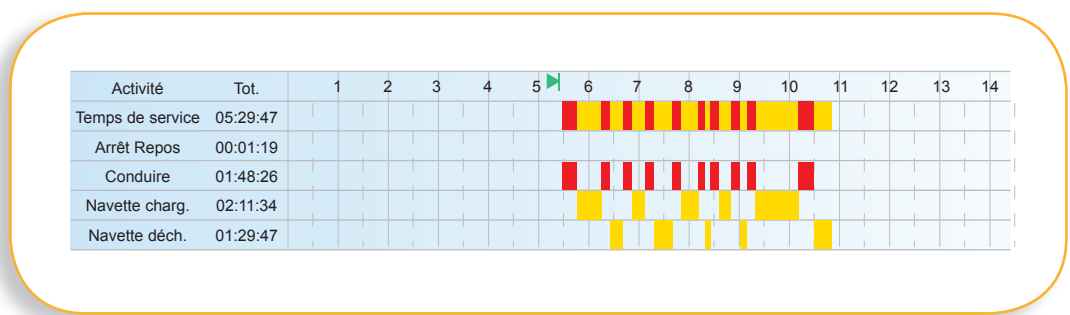 Activité Tot. 1 2 3 4 5 6 7 8 9 10 11 12 13 14
Temps de service 05:29:47
Arrêt Repos 00:01:19
Conduire 01:48:26
Navette charg. 02:11:34
Navette déch. 01:29:47